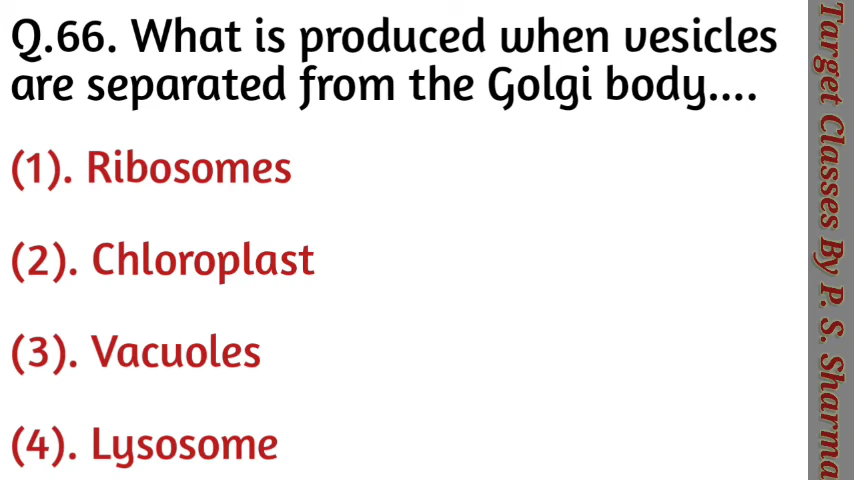 Q.66. What is produced when vesicles
are separated from the Golgi body....
(1). Ribosomes
(2). Chloroplast
(3). Vacuoles
(4). Lysosome
Target Classes By P. S. Sharma